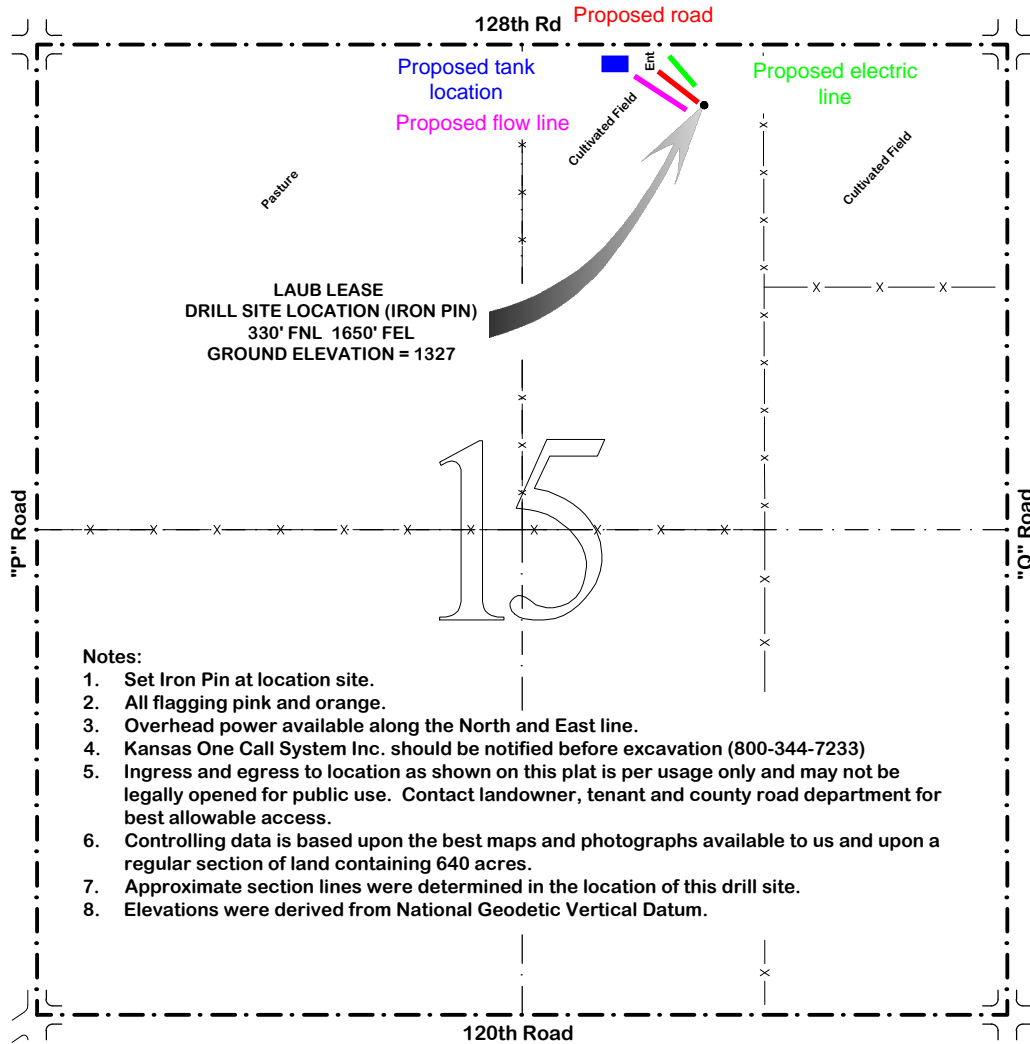 128th Rd
Proposed road
Proposed tank
location
Ent
Proposed electric
line
Proposed flow line
Cultivated Field
Cultivated Field
Pasture
LAUB LEASE
DRILL SITE LOCATION (IRON PIN)
330' FNL 1650' FEL
GROUND ELEVATION = 1327
15
"P" Road
"Q" Road
Notes:
1. Set Iron Pin at location site.
2. All flagging pink and orange.
3. Overhead power available along the North and East line.
4. Kansas One Call System Inc. should be notified before excavation (800-344-7233)
5. Ingress and egress to location as shown on this plat is per usage only and may not be
legally opened for public use. Contact landowner, tenant and county road department for
best allowable access.
6. Controlling data is based upon the best maps and photographs available to us and upon a
regular section of land containing 640 acres.
7. Approximate section lines were determined in the location of this drill site.
8. Elevations were derived from National Geodetic Vertical Datum.
120th Road